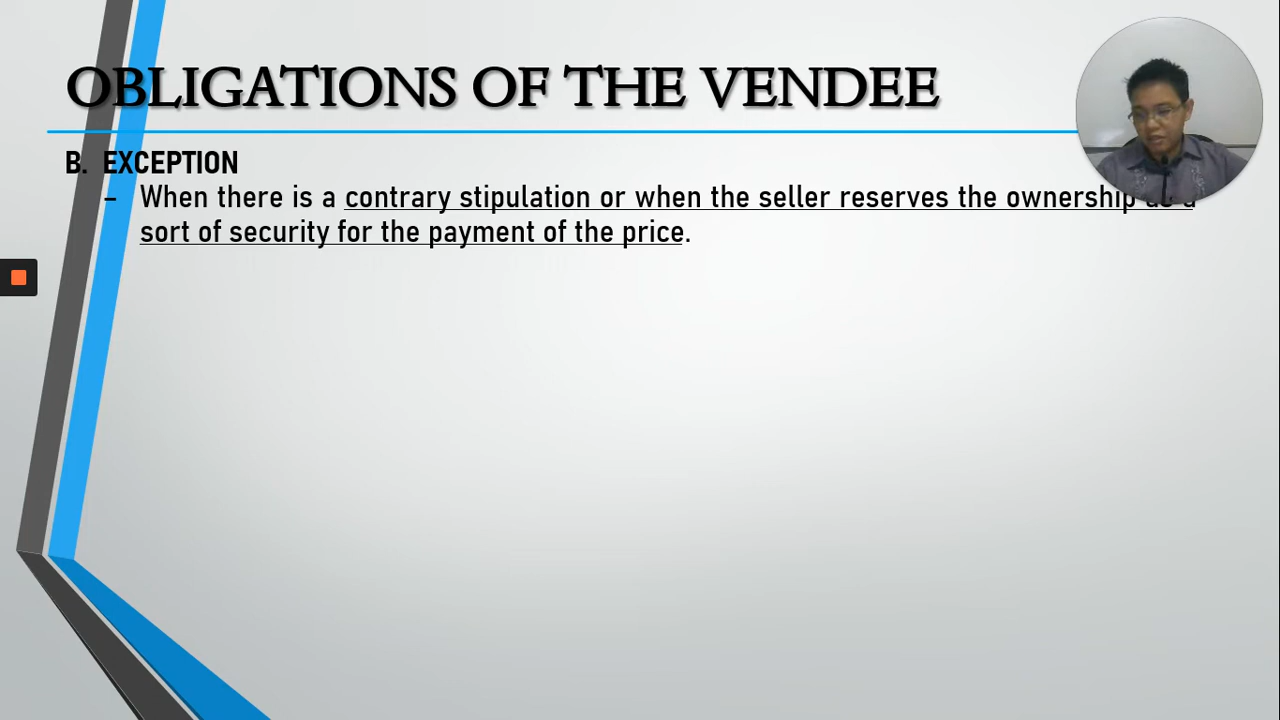 OBLIGATIONS OF THE VENDEE
B. EXCEPTION
- When there is a contrary stipulation or when the seller reserves the ownership as a
sort of security for the payment of the price.